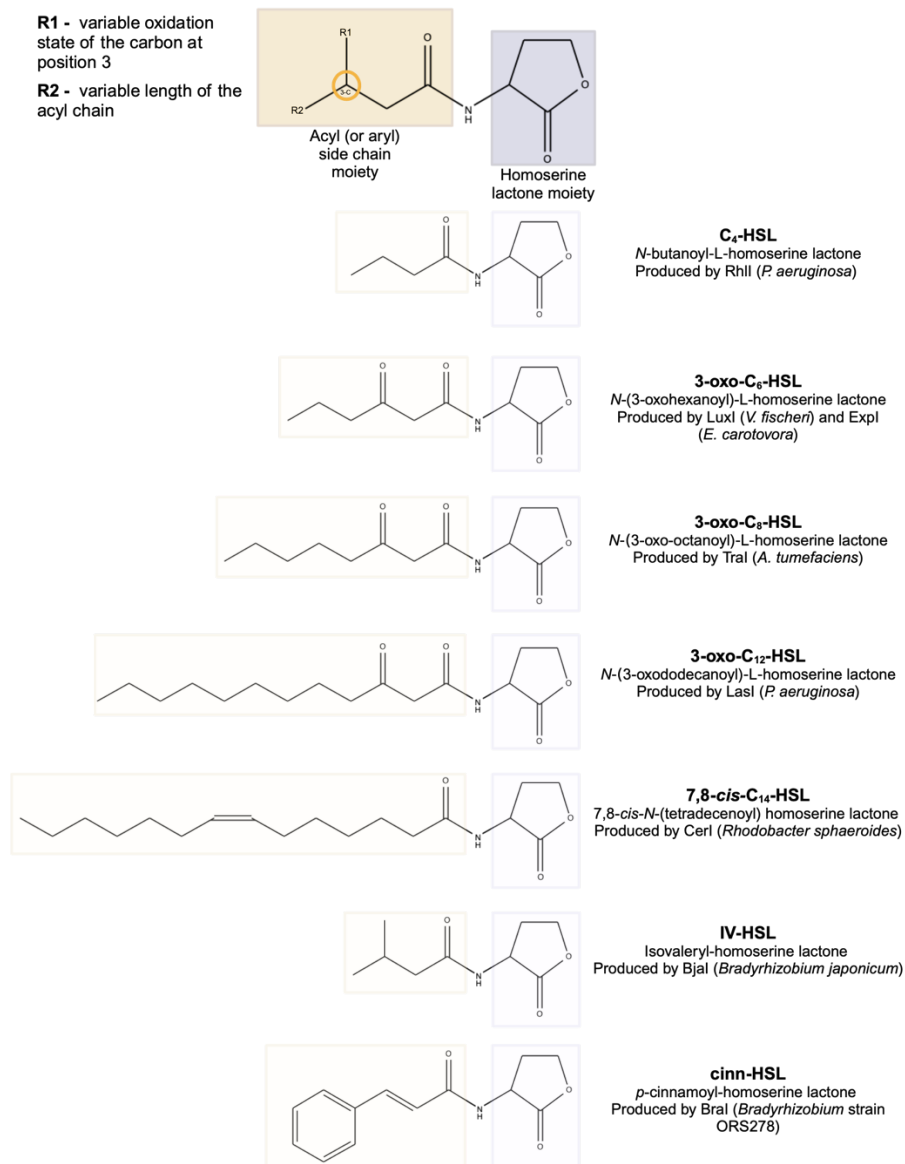 R1 - variable oxidation
state of the carbon at
position 3
R2 - variable length of the
acyl chain
R1
O
3-C
R2
N
H
O
O
Acyl (or aryl)
side chain
moiety
Homoserine
lactone moiety
O
N
H
O
O
C₄-HSL
N-butanoyl-L-homoserine lactone
Produced by RhlI (P. aeruginosa)
O
O
N
H
O
O
3-oxo-C₆-HSL
N-(3-oxohexanoyl)-L-homoserine lactone
Produced by LuxI (V. fischeri) and ExpI
(E. carotovora)
O
O
N
H
O
O
3-oxo-C₈-HSL
N-(3-oxo-octanoyl)-L-homoserine lactone
Produced by TraI (A. tumefaciens)
O
O
N
H
O
O
3-oxo-C₁₂-HSL
N-(3-oxododecanoyl)-L-homoserine lactone
Produced by LasI (P. aeruginosa)
O
N
H
O
O
7,8-cis-C₁₄-HSL
7,8-cis-N-(tetradecenoyl) homoserine lactone
Produced by CerI (Rhodobacter sphaeroides)
O
N
H
O
O
IV-HSL
Isovaleryl-homoserine lactone
Produced by BjaI (Bradyrhizobium japonicum)
O
N
H
O
O
cinn-HSL
p-cinnamoyl-homoserine lactone
Produced by BraI (Bradyrhizobium strain
ORS278)